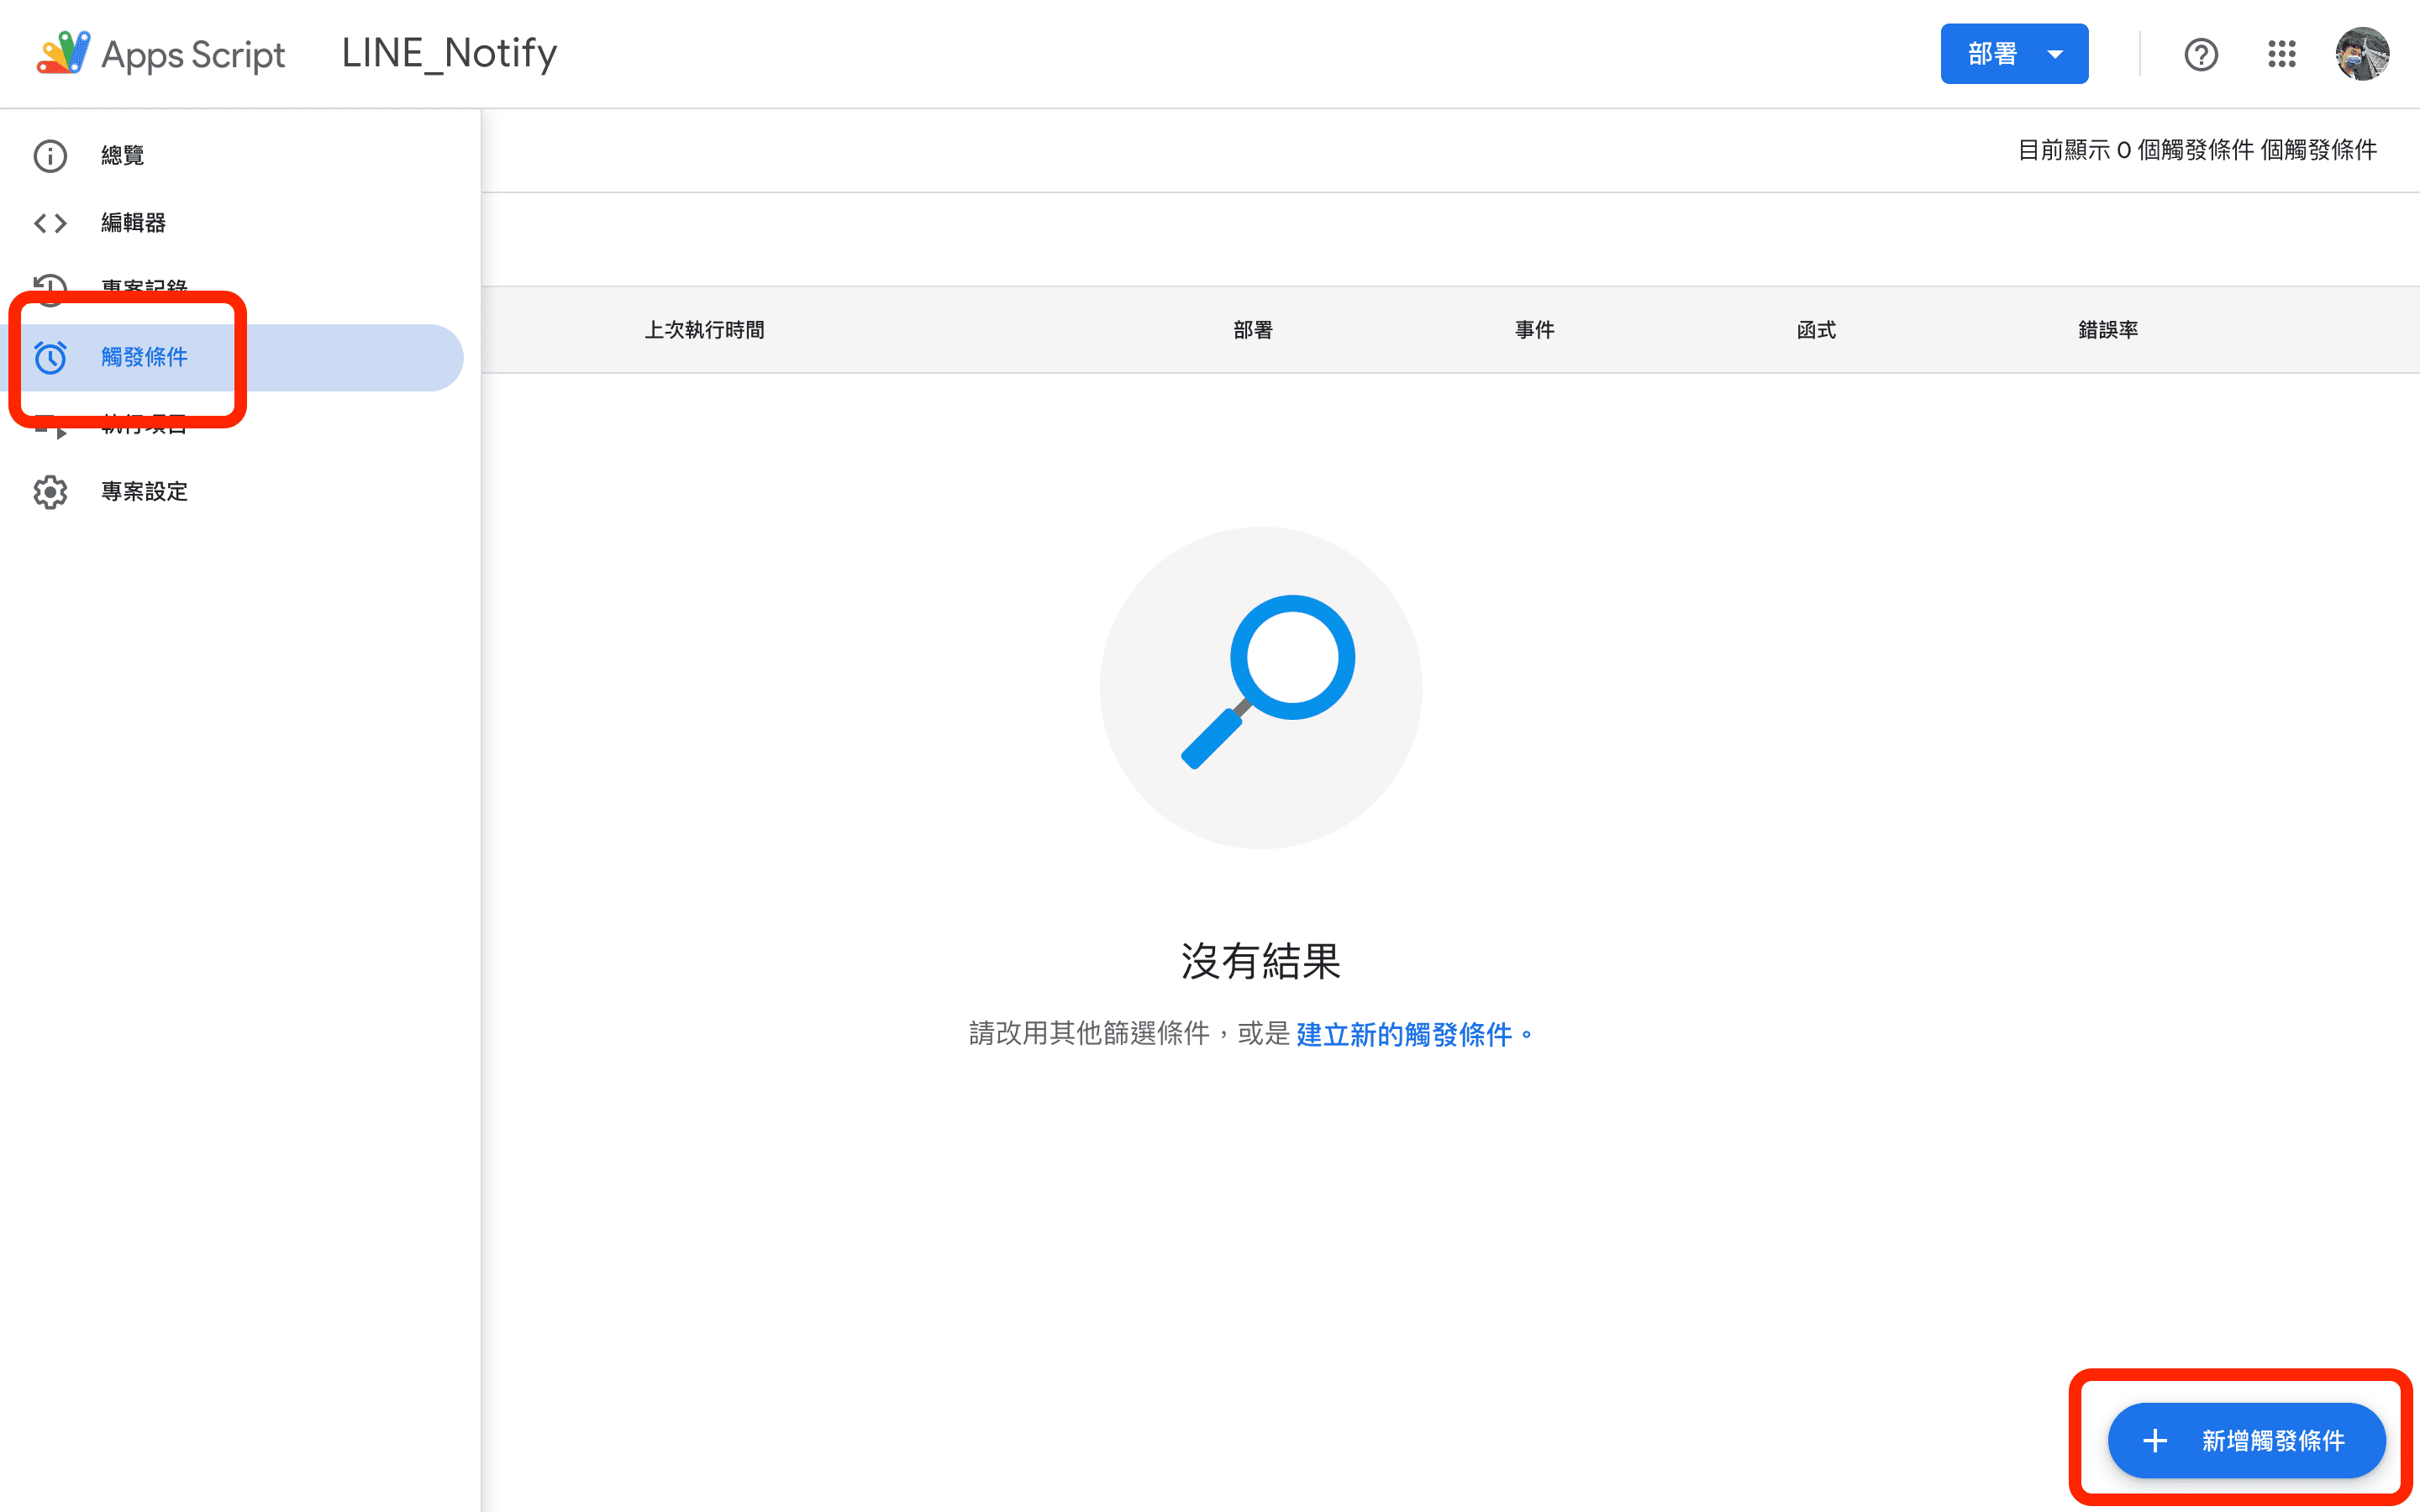 Apps Script
LINE_Notify
部署
總覽
目前顯示 0 個觸發條件 個觸發條件
編輯器
專案記錄
上次執行時間
部署
事件
函式
錯誤率
觸發條件
執行項目
專案設定
沒有結果
請改用其他篩選條件，或是 建立新的觸發條件。
新增觸發條件